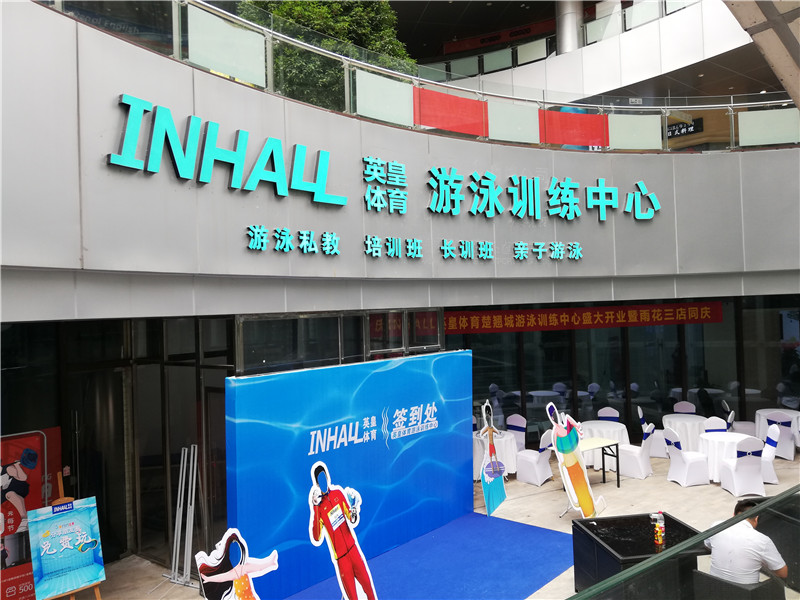 INHALL 英皇体育 游泳训练中心
游泳私教 培训班 长训班 亲子游泳
皇体育楚翘城游泳训练中心盛大开业暨雨花三店同庆
INHALL 英皇体育 签到处
免费玩
500